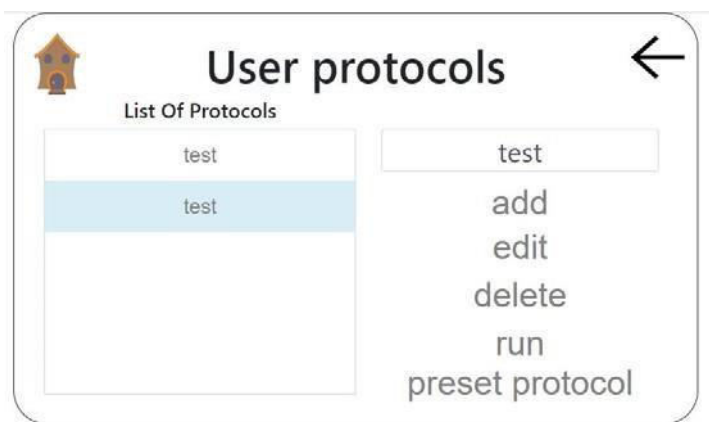 User protocols
List Of Protocols
test
test
test
add
edit
delete
run
preset protocol